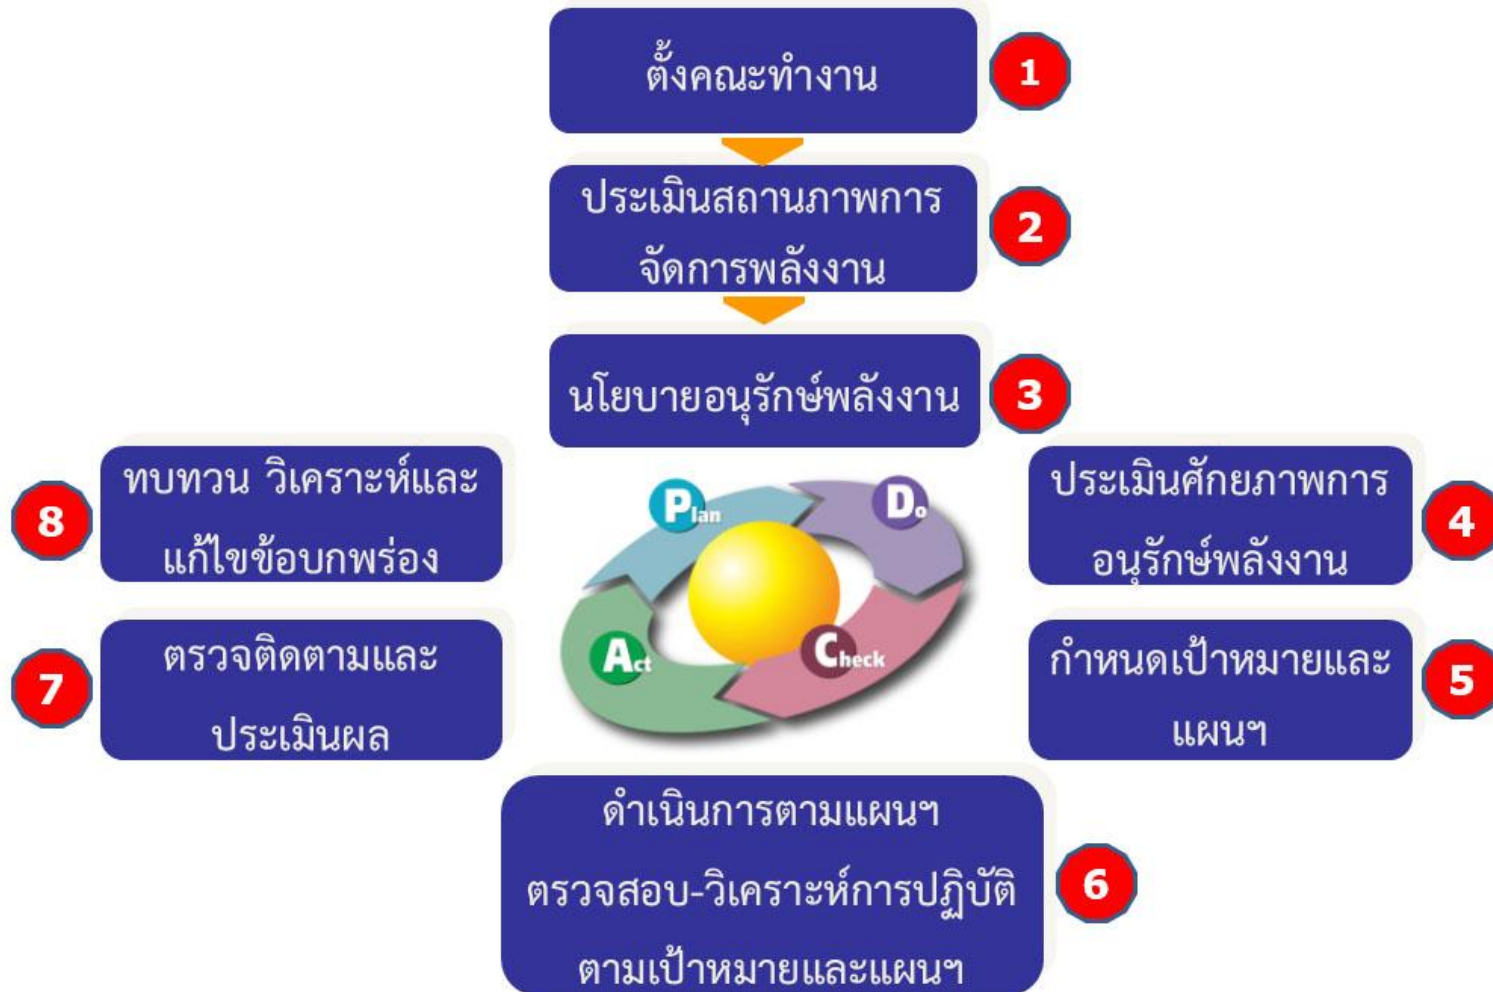 ตั้งคณะทำงาน
1
ประเมินสถานภาพการ
จัดการพลังงาน
2
นโยบายอนุรักษ์พลังงาน
3
ประเมินศักยภาพการ
อนุรักษ์พลังงาน
4
กำหนดเป้าหมายและ
แผนฯ
5
ดำเนินการตามแผนฯ
ตรวจสอบ-วิเคราะห์การปฏิบัติ
ตามเป้าหมายและแผนฯ
6
ตรวจติดตามและ
ประเมินผล
7
ทบทวน วิเคราะห์และ
แก้ไขข้อบกพร่อง
8
Plan
Do
Check
Act